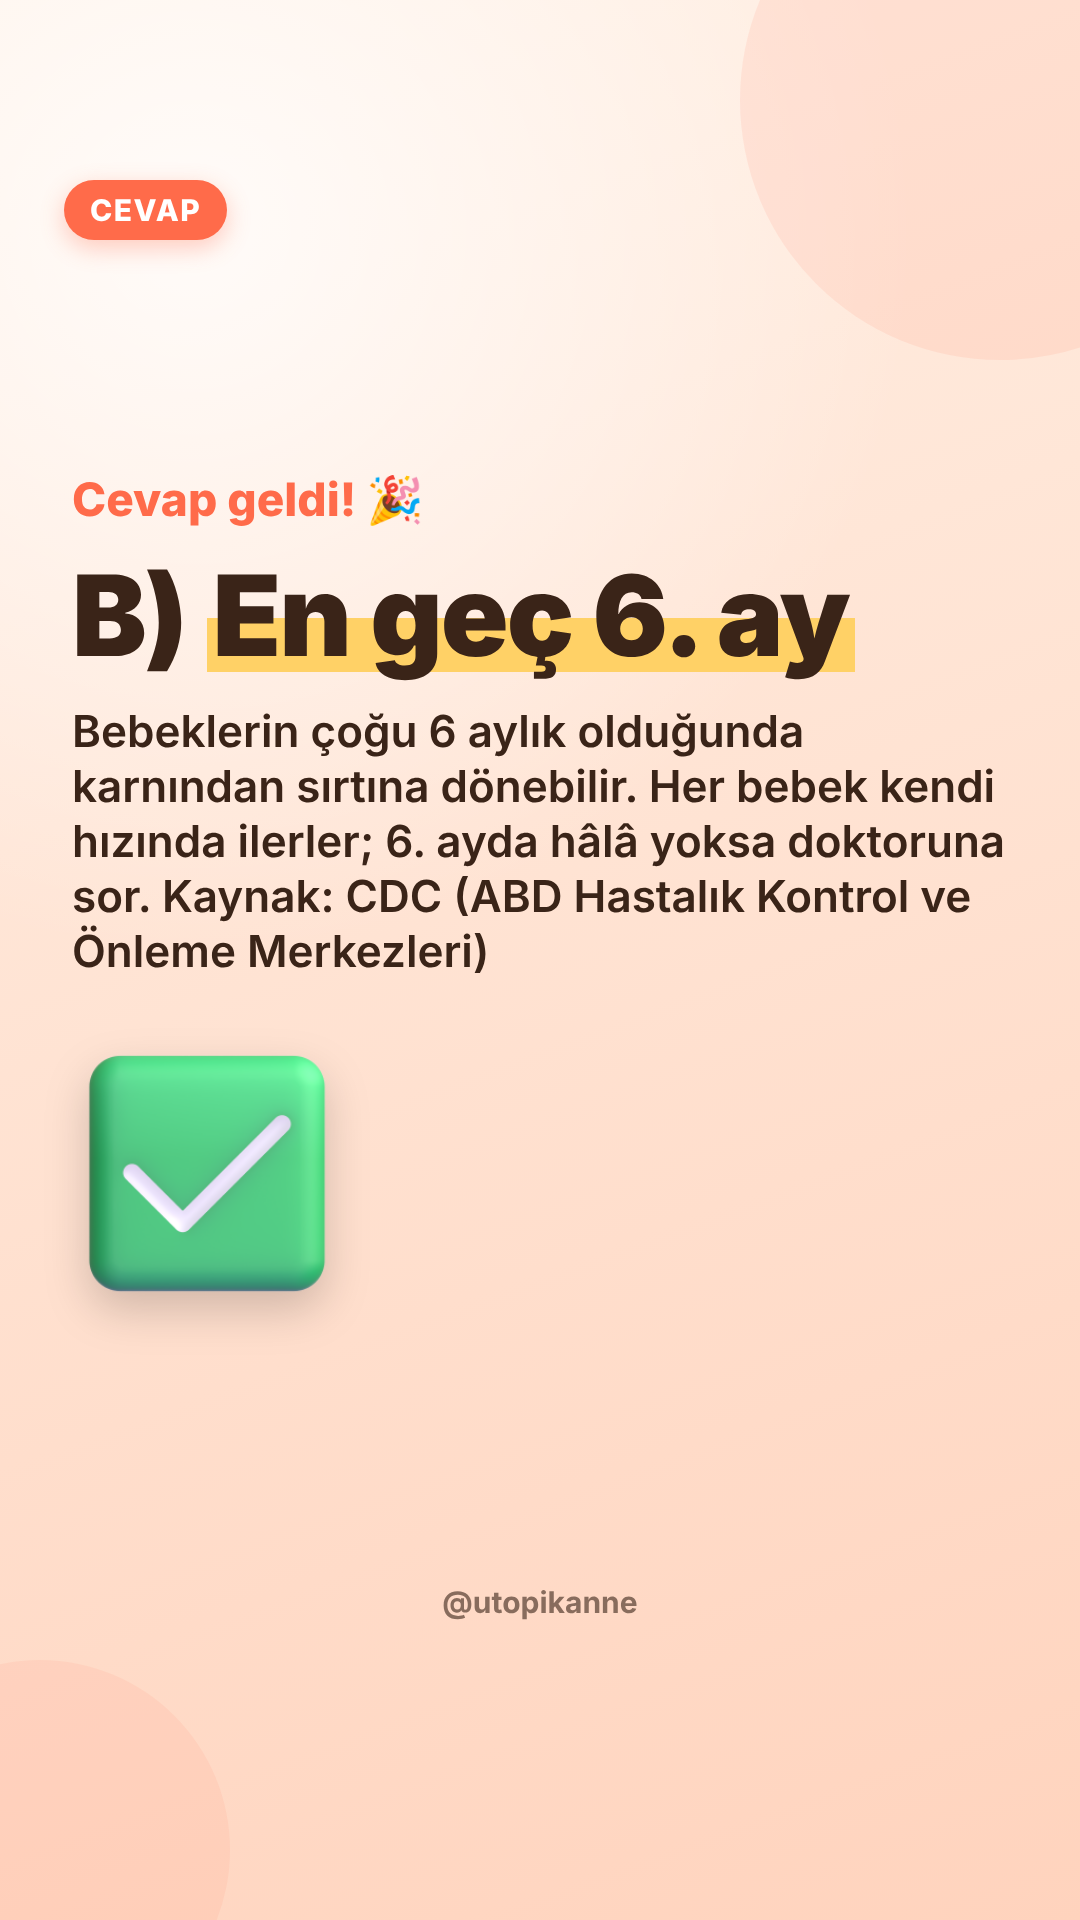 CEVAP
Cevap geldi! 🎉
B) En geç 6. ay
Bebeklerin çoğu 6 aylık olduğunda
karnından sırtına dönebilir. Her bebek kendi
hızında ilerler; 6. ayda hâlâ yoksa doktoruna
sor. Kaynak: CDC (ABD Hastalık Kontrol ve
Önleme Merkezleri)
@utopikanne